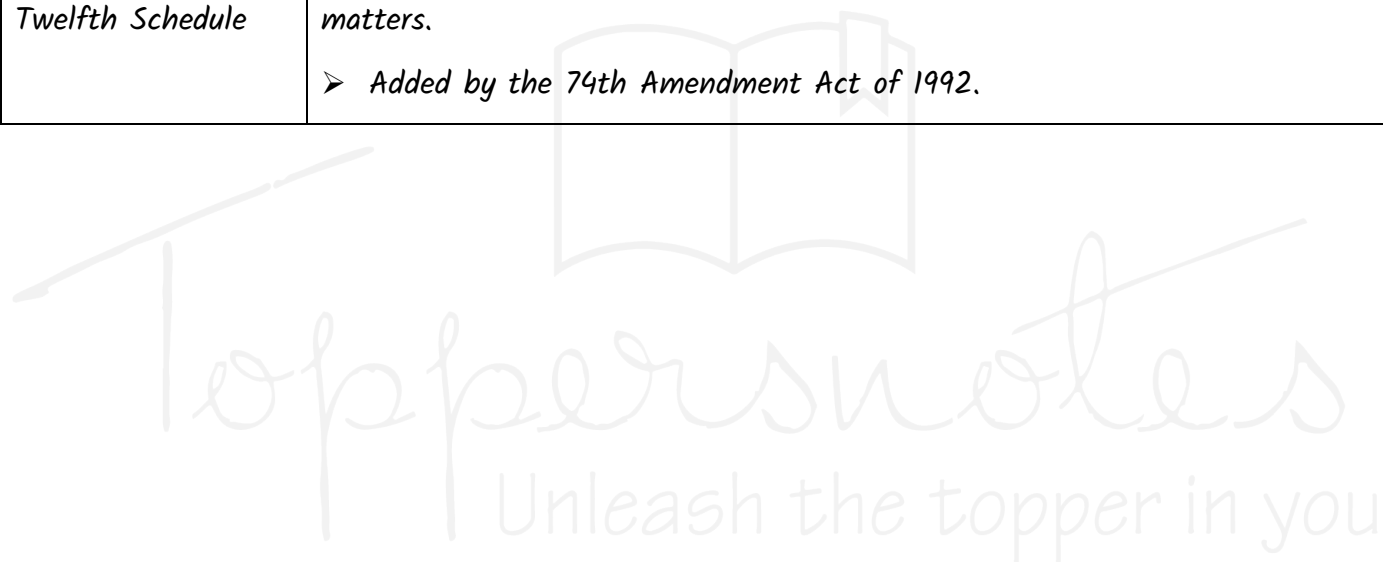 Twelfth Schedule
matters.
➢ Added by the 74th Amendment Act of 1992.
Toppersnotes
Unleash the topper in you